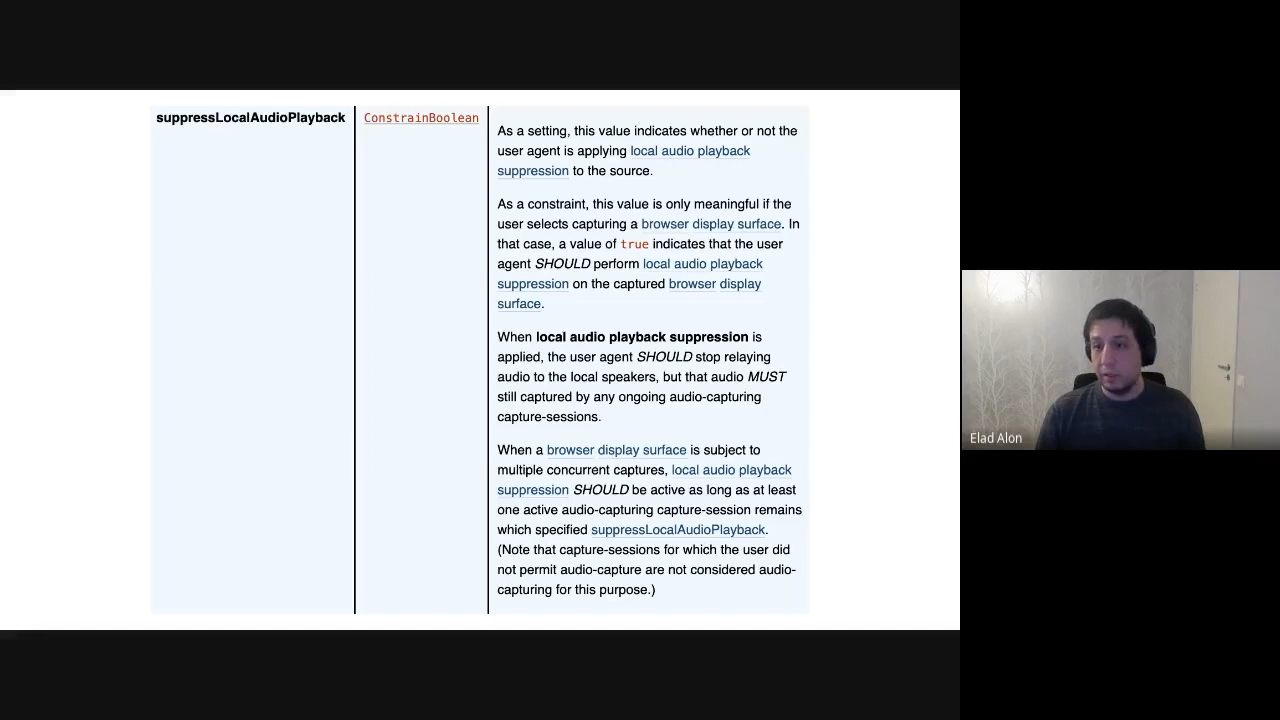 suppressLocalAudioPlayback
ConstrainBoolean
As a setting, this value indicates whether or not the
user agent is applying local audio playback
suppression to the source.
As a constraint, this value is only meaningful if the
user selects capturing a browser display surface. In
that case, a value of true indicates that the user
agent SHOULD perform local audio playback
suppression on the captured browser display
surface.
When local audio playback suppression is
applied, the user agent SHOULD stop relaying
audio to the local speakers, but that audio MUST
still captured by any ongoing audio-capturing
capture-sessions.
When a browser display surface is subject to
multiple concurrent captures, local audio playback
suppression SHOULD be active as long as at least
one active audio-capturing capture-session remains
which specified suppressLocalAudioPlayback.
(Note that capture-sessions for which the user did
not permit audio-capture are not considered audio-
capturing for this purpose.)
Elad Alon